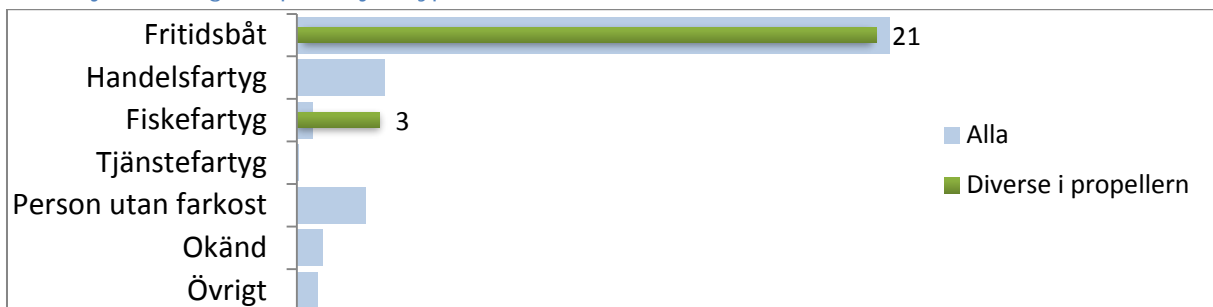 Fritidsbåt
21
Handelsfartyg
Fiskefartyg
3
Tjänstefartyg
Person utan farkost
Okänd
Övrigt
Alla
Diverse i propellern